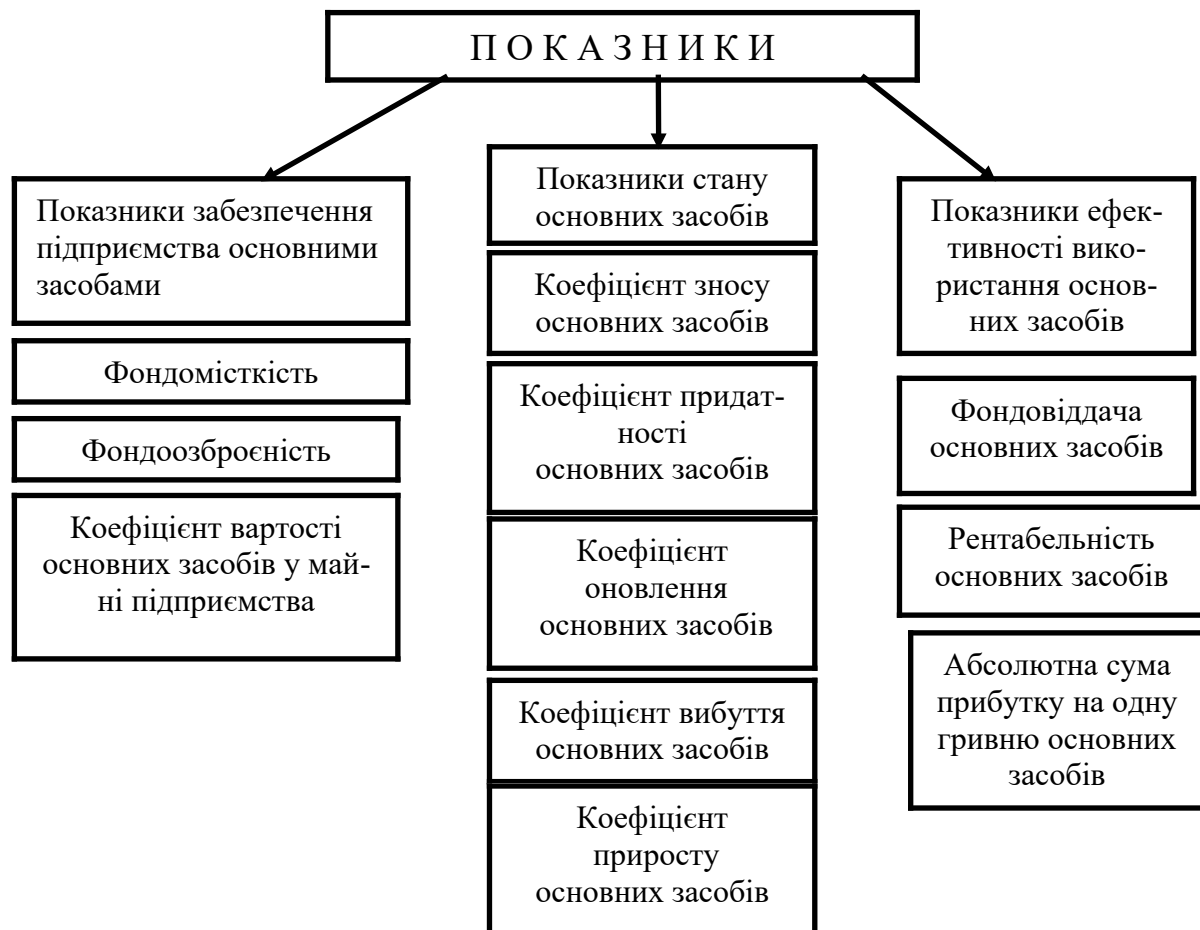 П О К А З Н И К И
Показники забезпечення
підприємства основними
засобами
Фондомісткість
Фондоозброєність
Коефіцієнт вартості
основних засобів у май-
ні підприємства
Показники стану
основних засобів
Коефіцієнт зносу
основних засобів
Коефіцієнт придат-
ності
основних засобів
Коефіцієнт
оновлення
основних засобів
Коефіцієнт вибуття
основних засобів
Коефіцієнт
приросту
основних засобів
Показники ефек-
тивності вико-
ристання основ-
них засобів
Фондовіддача
основних засобів
Рентабельність
основних засобів
Абсолютна сума
прибутку на одну
гривню основних
засобів